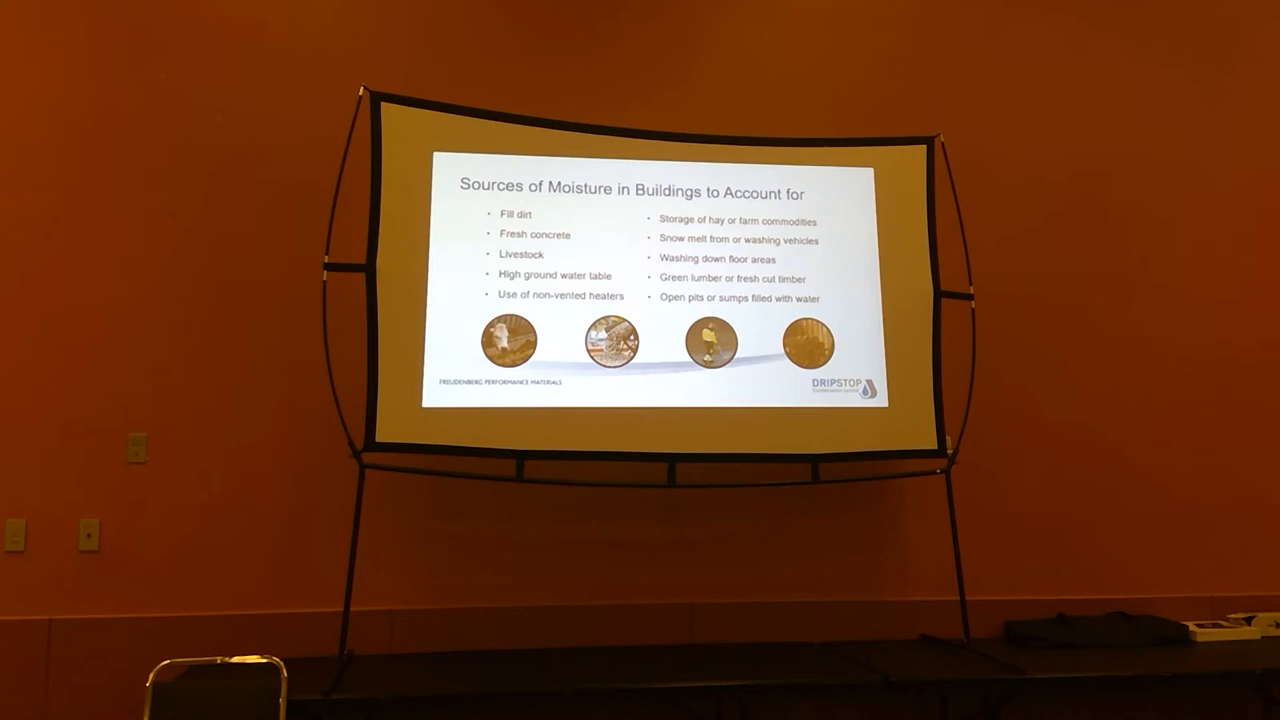 Sources of Moisture in Buildings to Account for
• Fill dirt
• Fresh concrete
• Livestock
• High ground water table
• Use of non-vented heaters
• Storage of hay or farm commodities
• Snow melt from or washing vehicles
• Washing down floor areas
• Green lumber or fresh cut timber
• Open pits or sumps filled with water
FREUDENBERG PERFORMANCE MATERIALS
DRIPSTOP